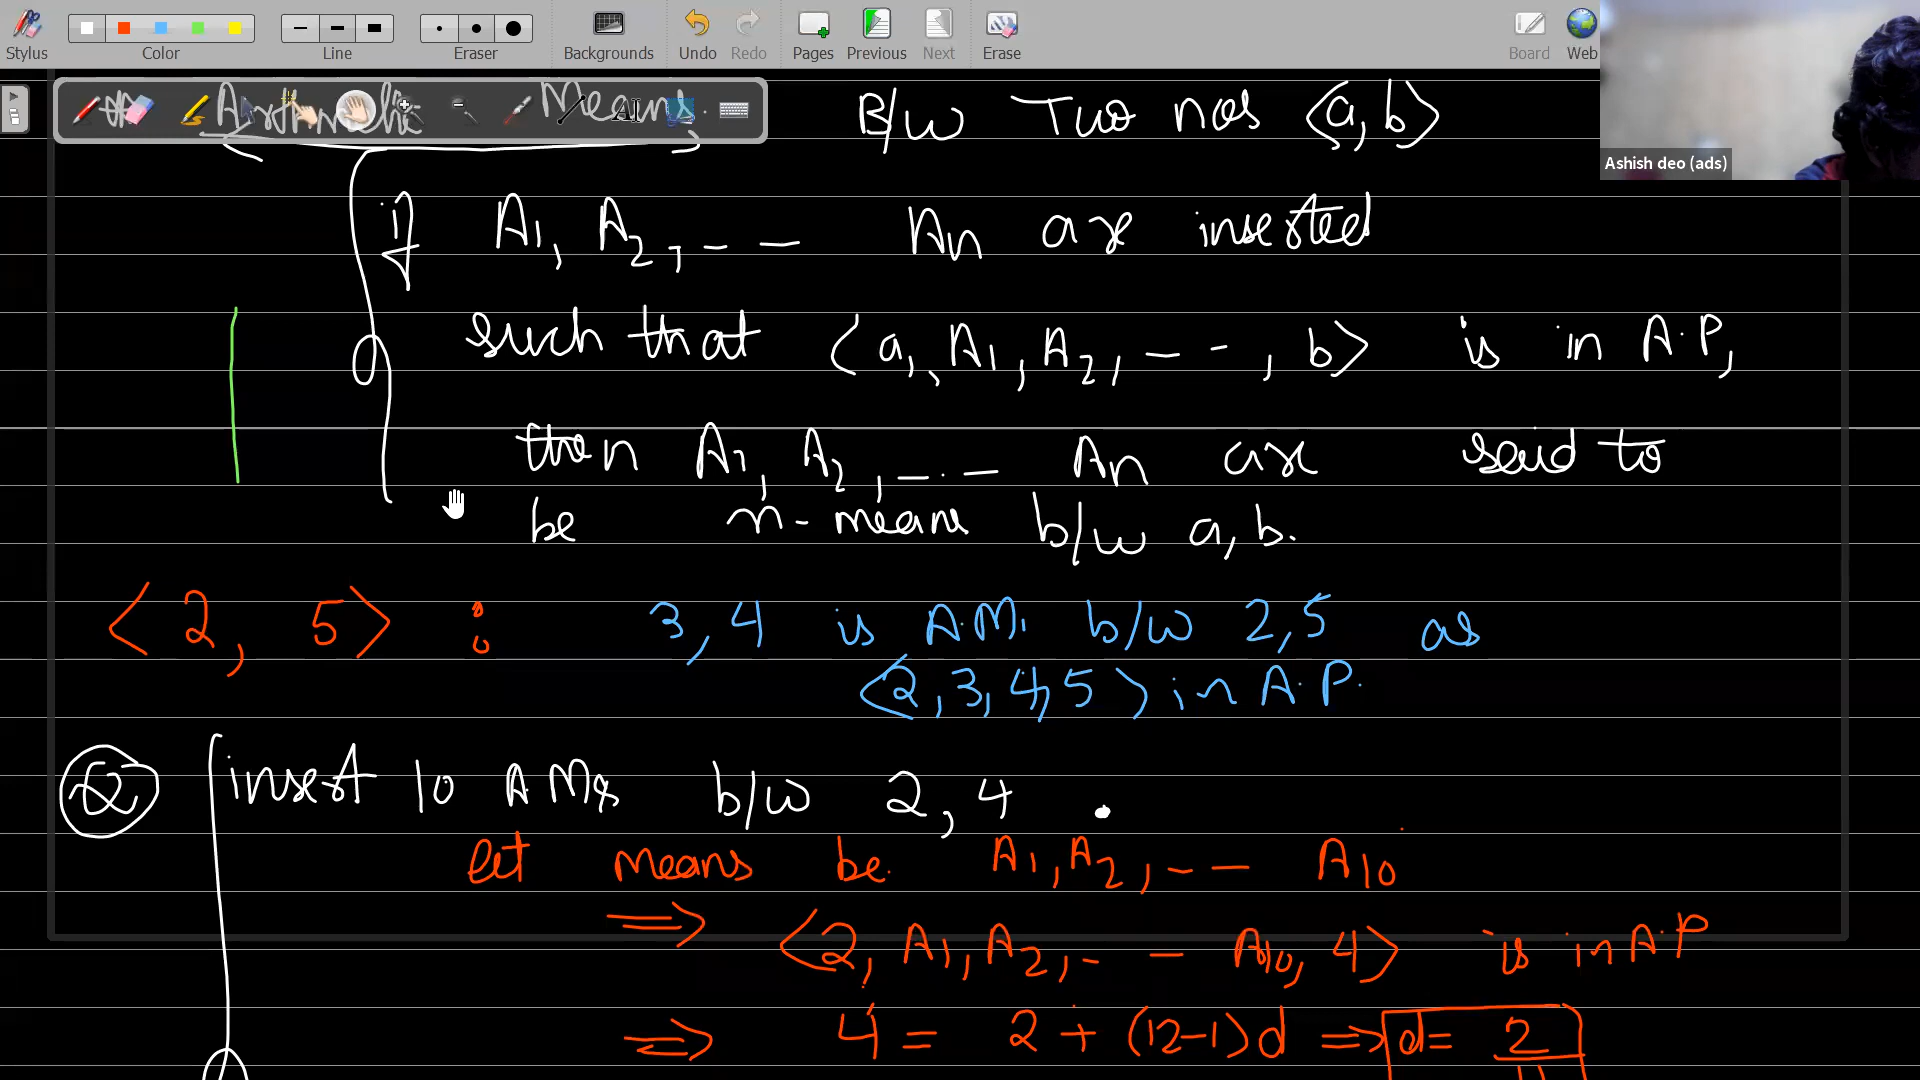 Stylus Color Line Eraser Backgrounds Undo Redo Pages Previous Next Erase Board Web
Ashish deo (ads)
Arithmetic Means B/w Two nos <a, b>
if A1, A2, - - An are inserted
such that <a, A1, A2, - - , b> is in A.P,
then A1, A2, - - - An are said to
be n-means b/w a, b.
<2, 5> : 3, 4 is A.M. b/w 2,5 as
<2,3,4,5> in A.P.
Q insert 10 AMs b/w 2, 4 .
let means be. A1, A2, - - A10
⇒ <2, A1, A2, - - A10, 4> is in A.P
⇒ 4 = 2 + (12-1)d ⇒ d = 2/11